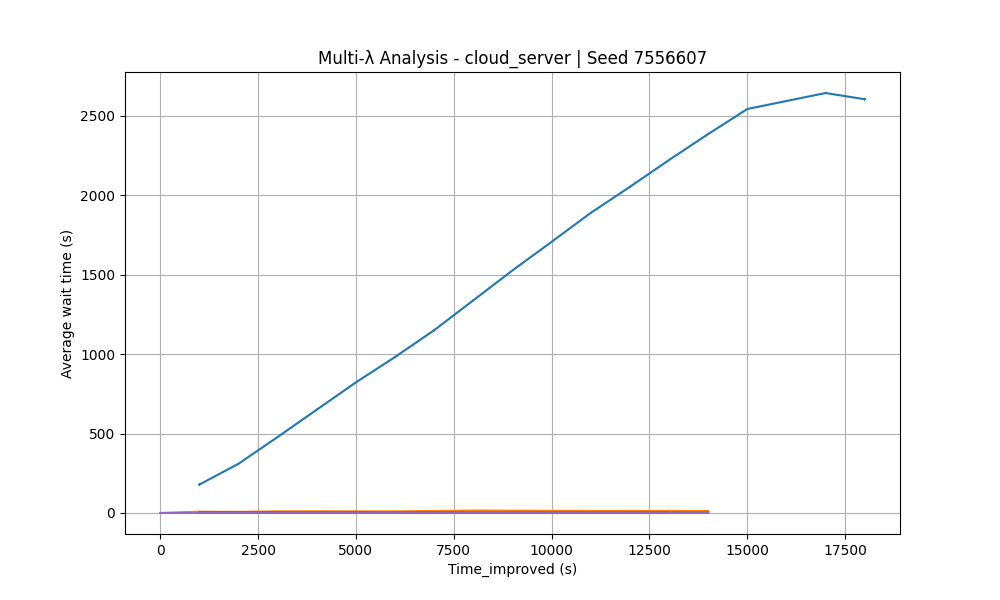 Multi-λ Analysis - cloud_server | Seed 7556607
Average wait time (s)
2500
2000
1500
1000
500
0
0 2500 5000 7500 10000 12500 15000 17500
Time_improved (s)